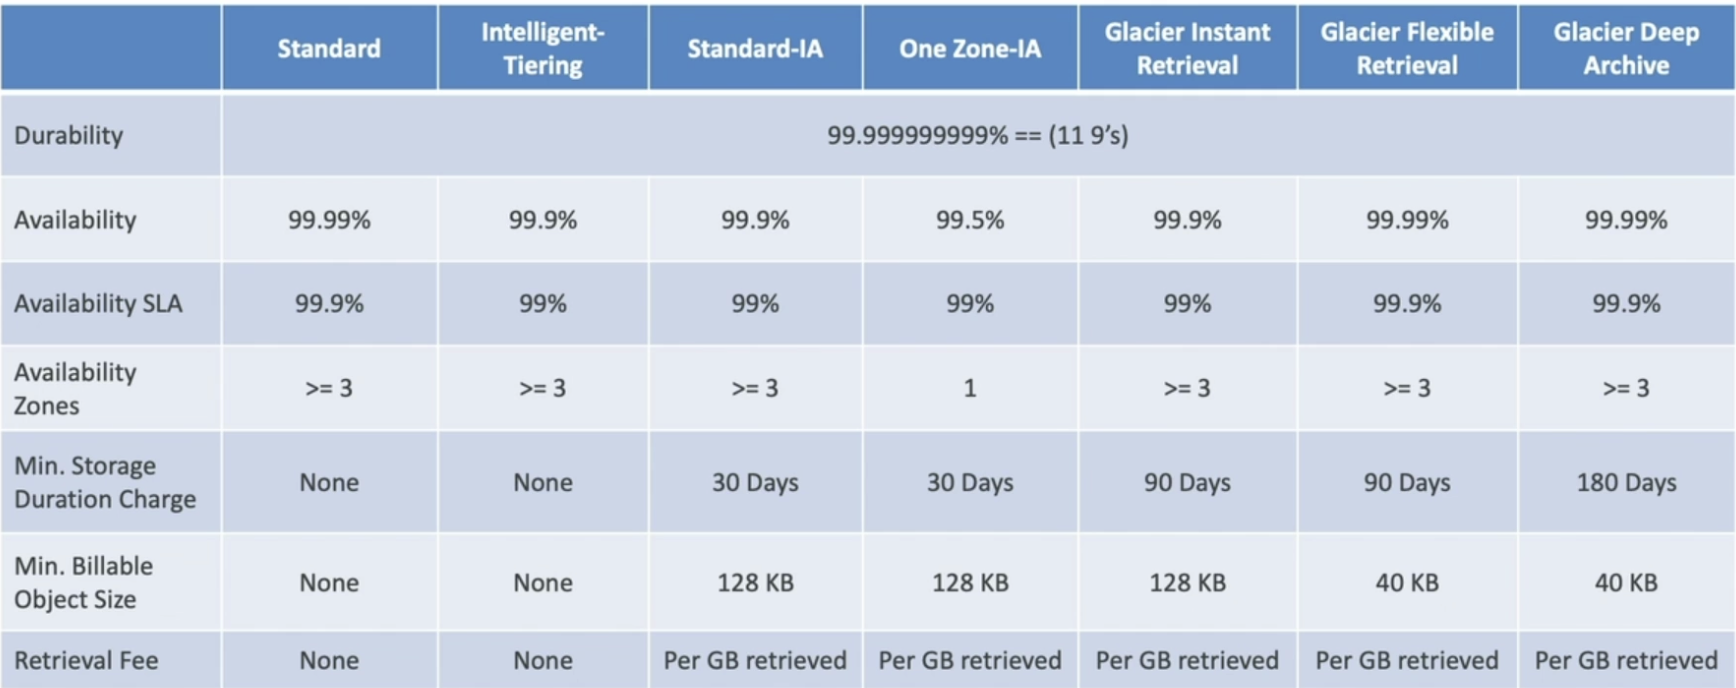 Standard
Intelligent-
Tiering
Standard-IA
One Zone-IA
Glacier Instant
Retrieval
Glacier Flexible
Retrieval
Glacier Deep
Archive
Durability
99.999999999% == (11 9’s)
Availability
99.99%
99.9%
99.9%
99.5%
99.9%
99.99%
99.99%
Availability SLA
99.9%
99%
99%
99%
99%
99.9%
99.9%
Availability
Zones
>= 3
>= 3
>= 3
1
>= 3
>= 3
>= 3
Min. Storage
Duration Charge
None
None
30 Days
30 Days
90 Days
90 Days
180 Days
Min. Billable
Object Size
None
None
128 KB
128 KB
128 KB
40 KB
40 KB
Retrieval Fee
None
None
Per GB retrieved
Per GB retrieved
Per GB retrieved
Per GB retrieved
Per GB retrieved